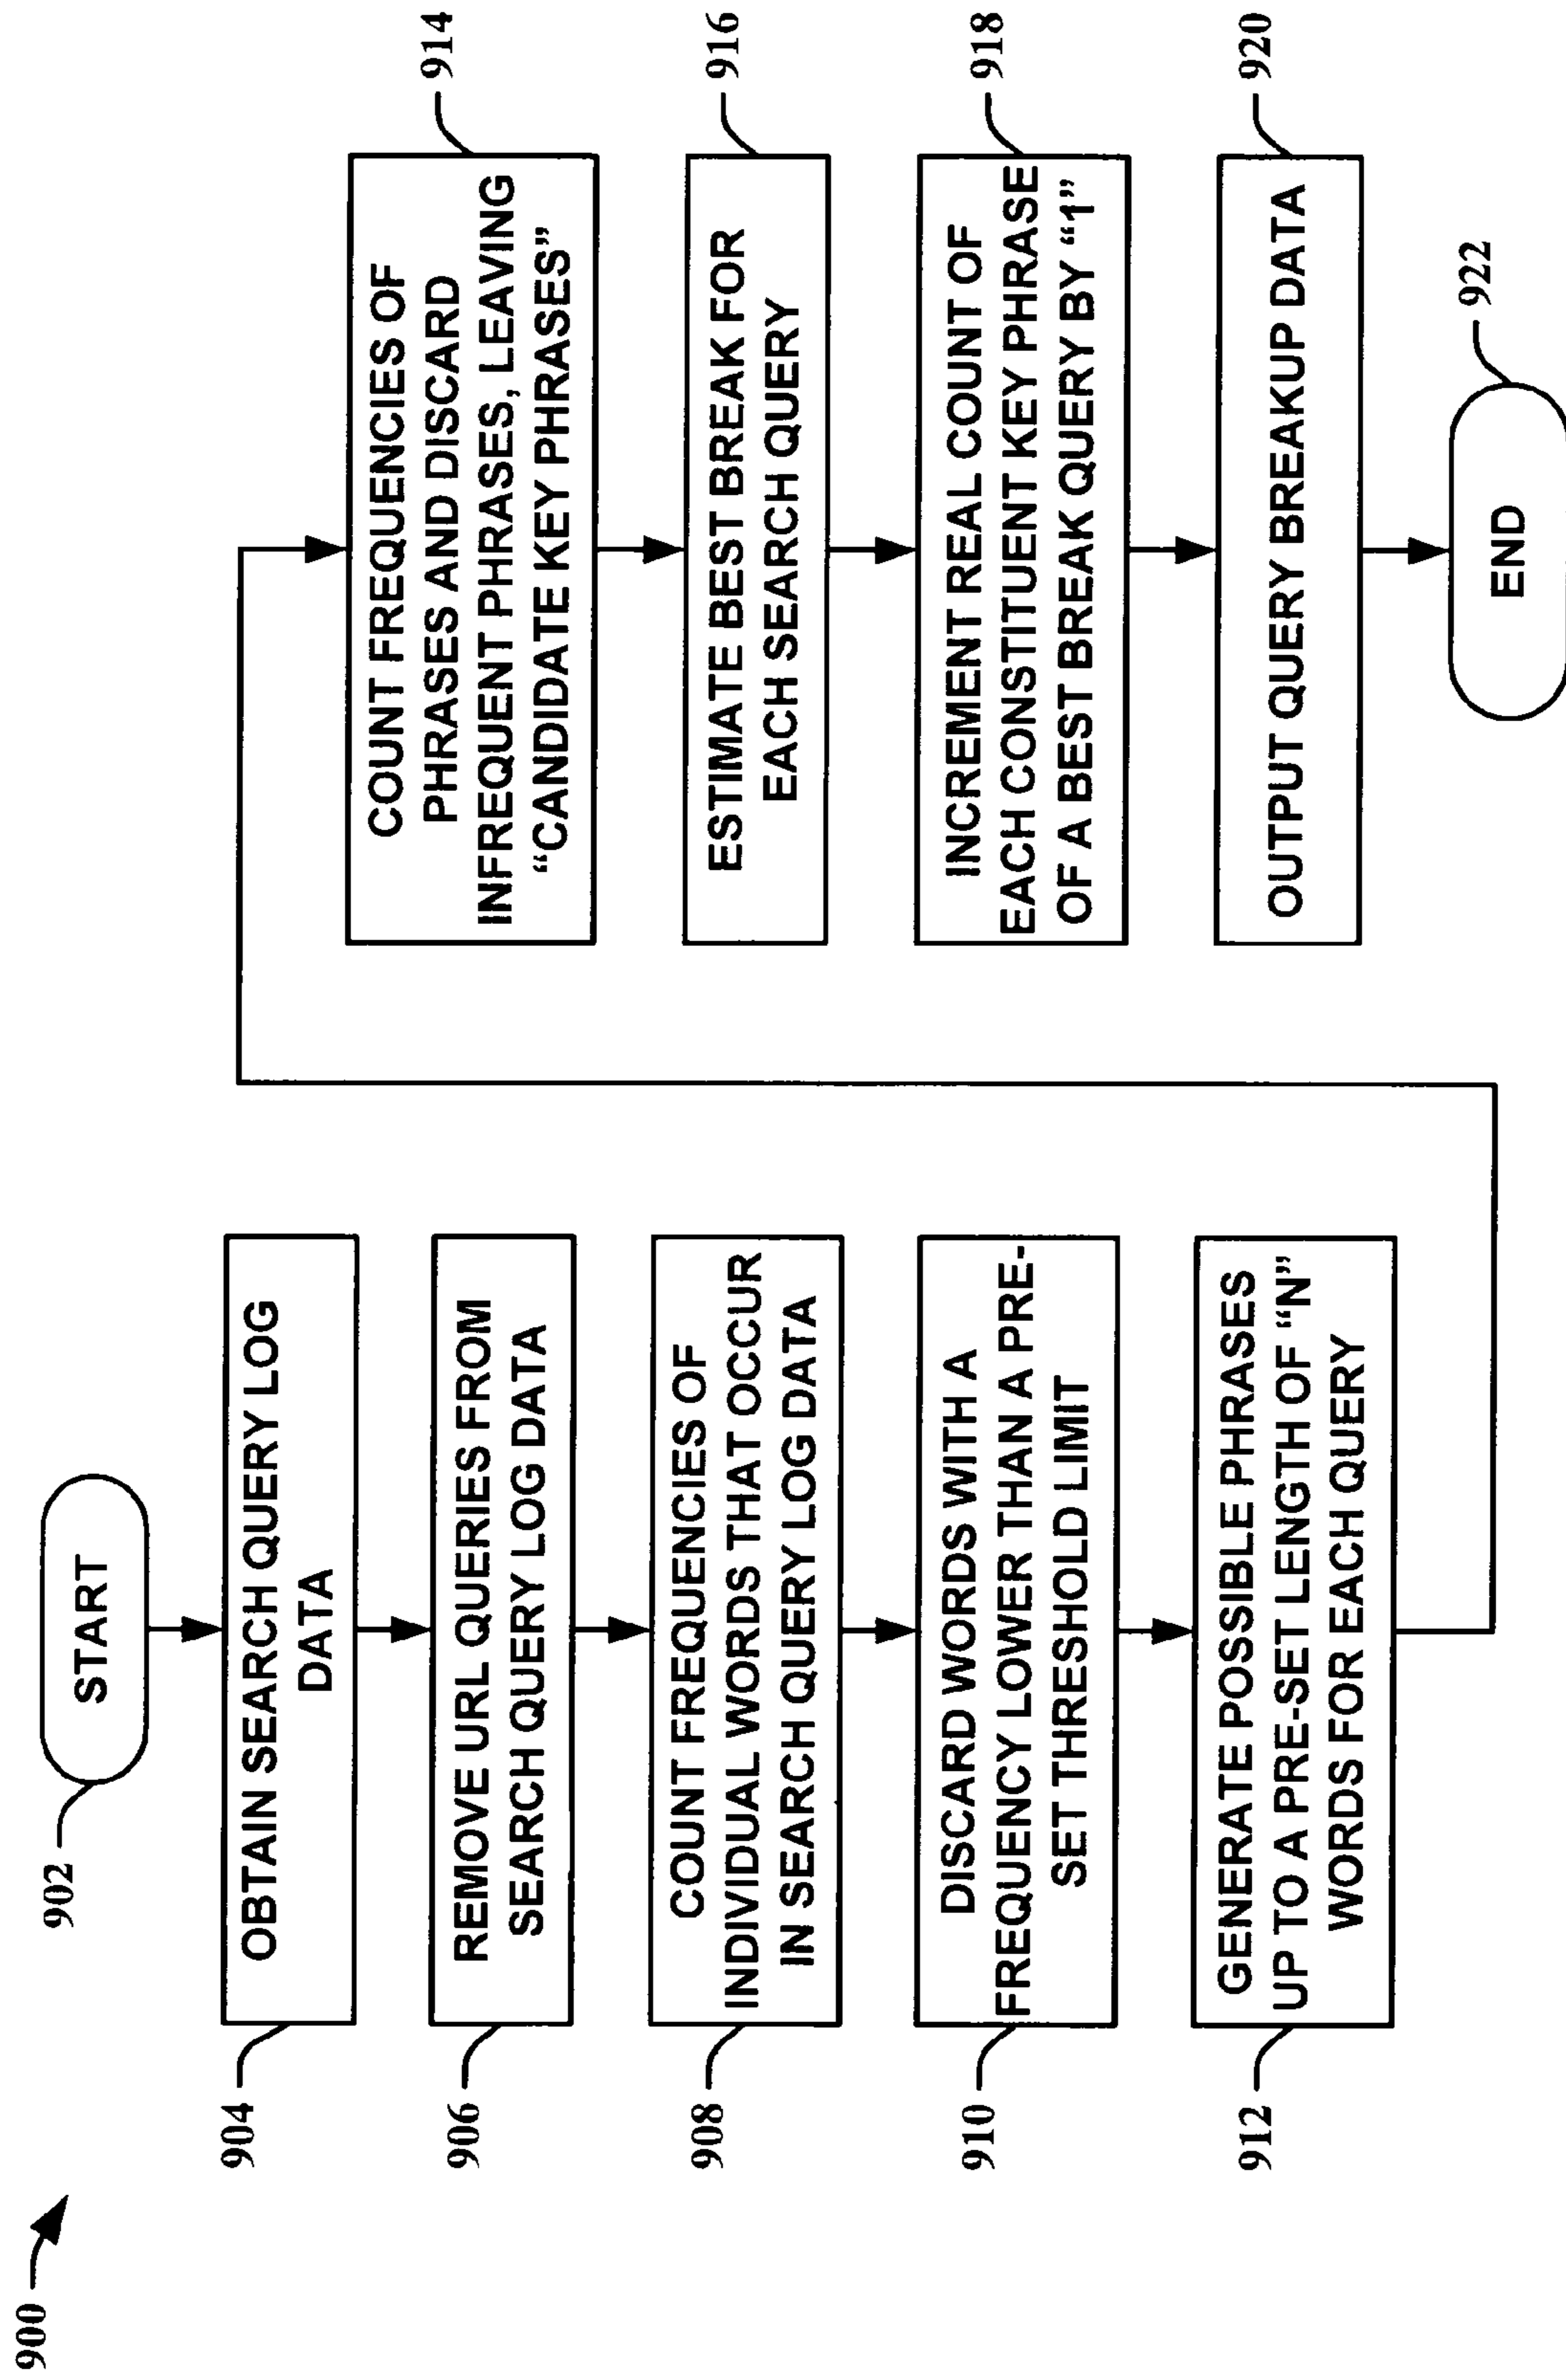 900
902
START
904
OBTAIN SEARCH QUERY LOG
DATA
906
REMOVE URL QUERIES FROM
SEARCH QUERY LOG DATA
908
COUNT FREQUENCIES OF
INDIVIDUAL WORDS THAT OCCUR
IN SEARCH QUERY LOG DATA
910
DISCARD WORDS WITH A
FREQUENCY LOWER THAN A PRE-
SET THRESHOLD LIMIT
912
GENERATE POSSIBLE PHRASES
UP TO A PRE-SET LENGTH OF “N”
WORDS FOR EACH QUERY
914
COUNT FREQUENCIES OF
PHRASES AND DISCARD
INFREQUENT PHRASES, LEAVING
“CANDIDATE KEY PHRASES”
916
ESTIMATE BEST BREAK FOR
EACH SEARCH QUERY
918
INCREMENT REAL COUNT OF
EACH CONSTITUENT KEY PHRASE
OF A BEST BREAK QUERY BY “1”
920
OUTPUT QUERY BREAKUP DATA
922
END